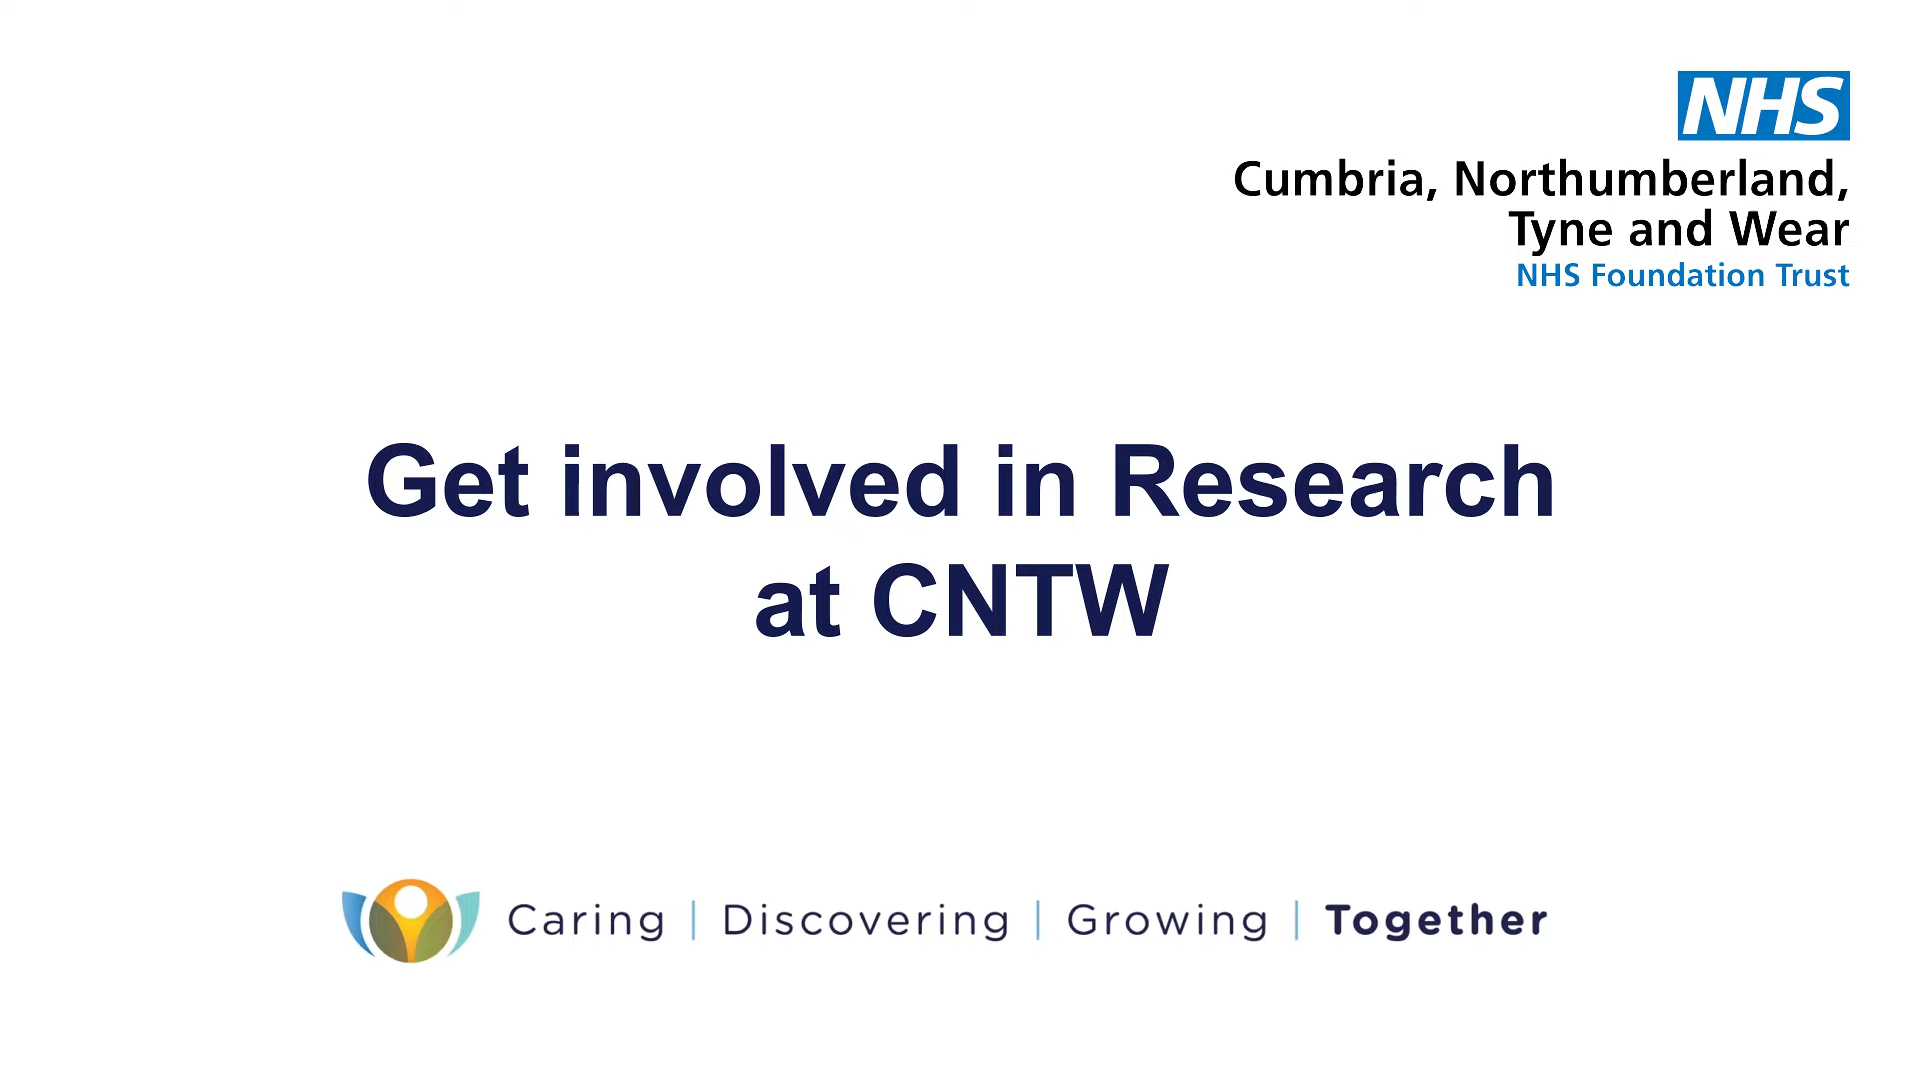 NHS
Cumbria, Northumberland,
Tyne and Wear
NHS Foundation Trust
Get involved in Research
at CNTW
Caring | Discovering | Growing | Together